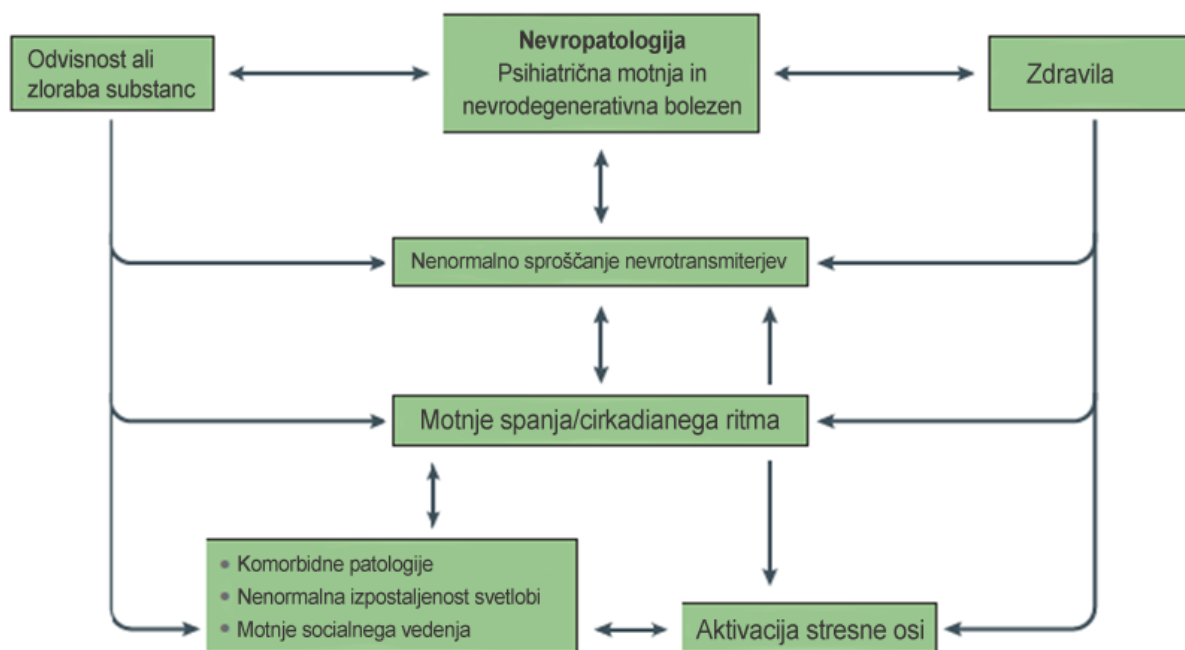 Odvisnost ali
zloraba substanc
Nevropatologija
Psihiatrična motnja in
nevrodegenerativna bolezen
Zdravila
Nenormalno sproščanje nevrotransmiterjev
Motnje spanja/cirkadianega ritma
• Komorbidne patologije
• Nenormalna izpostaljenost svetlobi
• Motnje socialnega vedenja
Aktivacija stresne osi